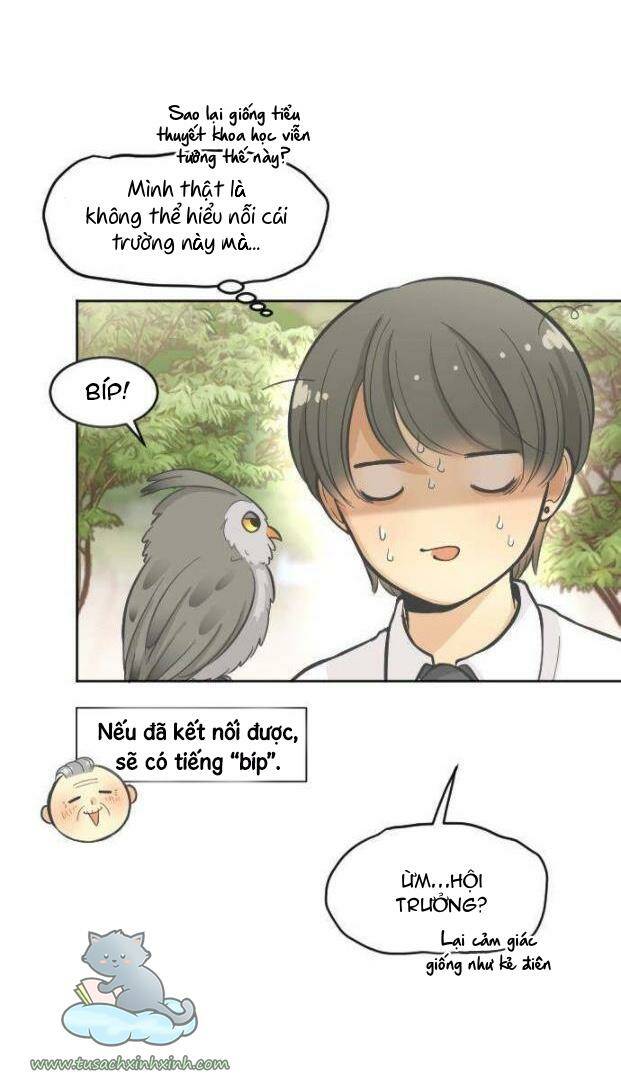 Sao lại giống tiểu
thuyết khoa học viễn
tưởng thế này?
Mình thật là
không thể hiểu nỗi cái
trường này mà...
BÍP!
Nếu đã kết nối được,
sẽ có tiếng "bíp".
ỪM...HỘI
TRƯỞNG?
Lại cảm giác
giống như kẻ điên
www.tusachxinhxinh.com